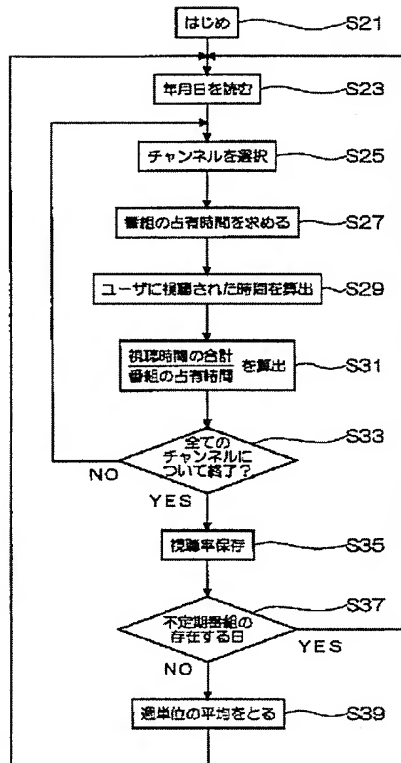 はじめ
S21
年月日を読む
S23
チャンネルを選択
S25
番組の占有時間を求める
S27
ユーザに視聴された時間を算出
S29
視聴時間の合計
番組の占有時間
を算出
S31
全ての
チャンネルに
ついて終了?
S33
NO
YES
視聴率保存
S35
不定期番組の
存在する日
S37
YES
NO
週単位の平均をとる
S39